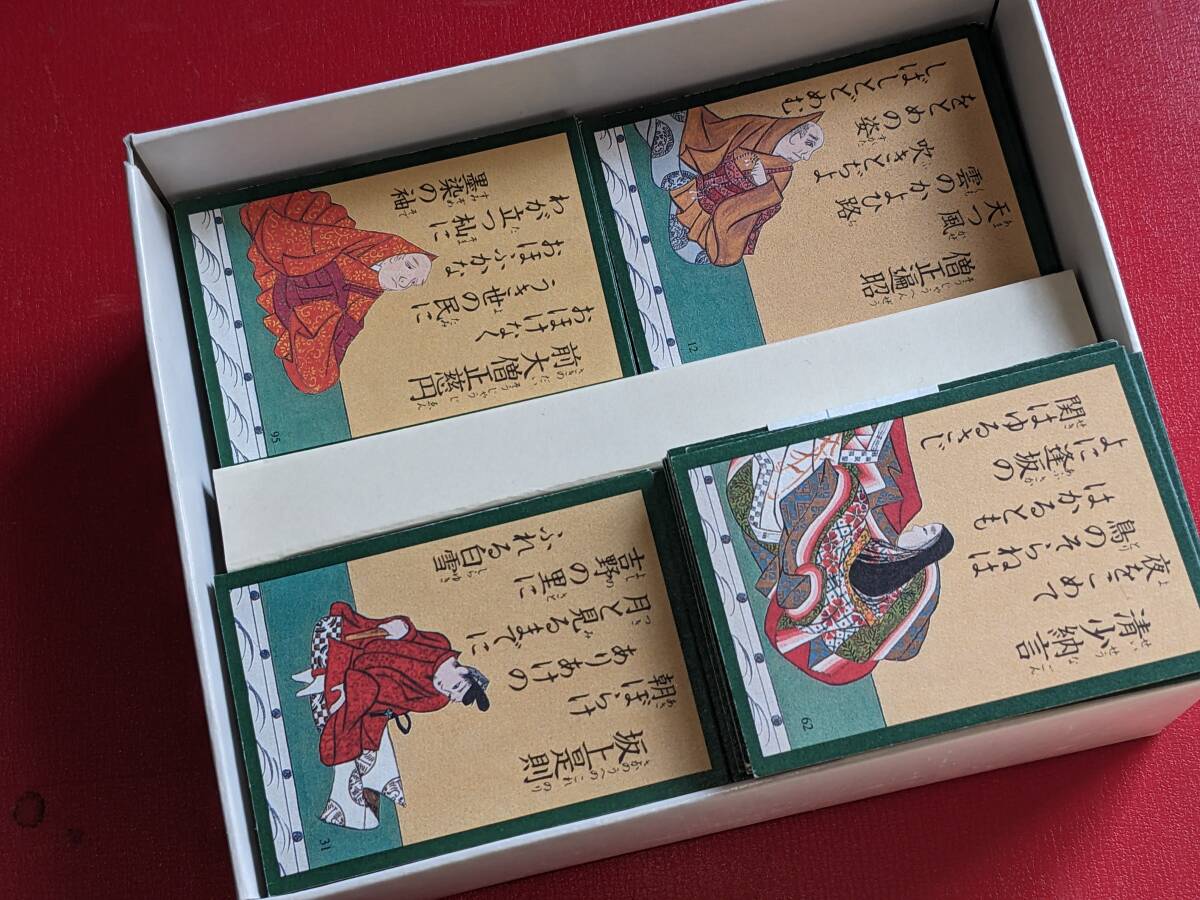 前大僧正慈円
おほけなく
うき世の民に
おほふかな
わが立つ杣に
墨染の袖
95
僧正遍昭
天つ風
雲のかよひ路
吹きとぢよ
をとめの姿
しばしとどめむ
12
坂上是則
朝ぼらけ
ありあけの
月と見るまでに
吉野の里に
ふれる白雪
31
清少納言
夜をこめて
鳥のそらねは
はかるとも
よに逢坂の
関はゆるさじ
62